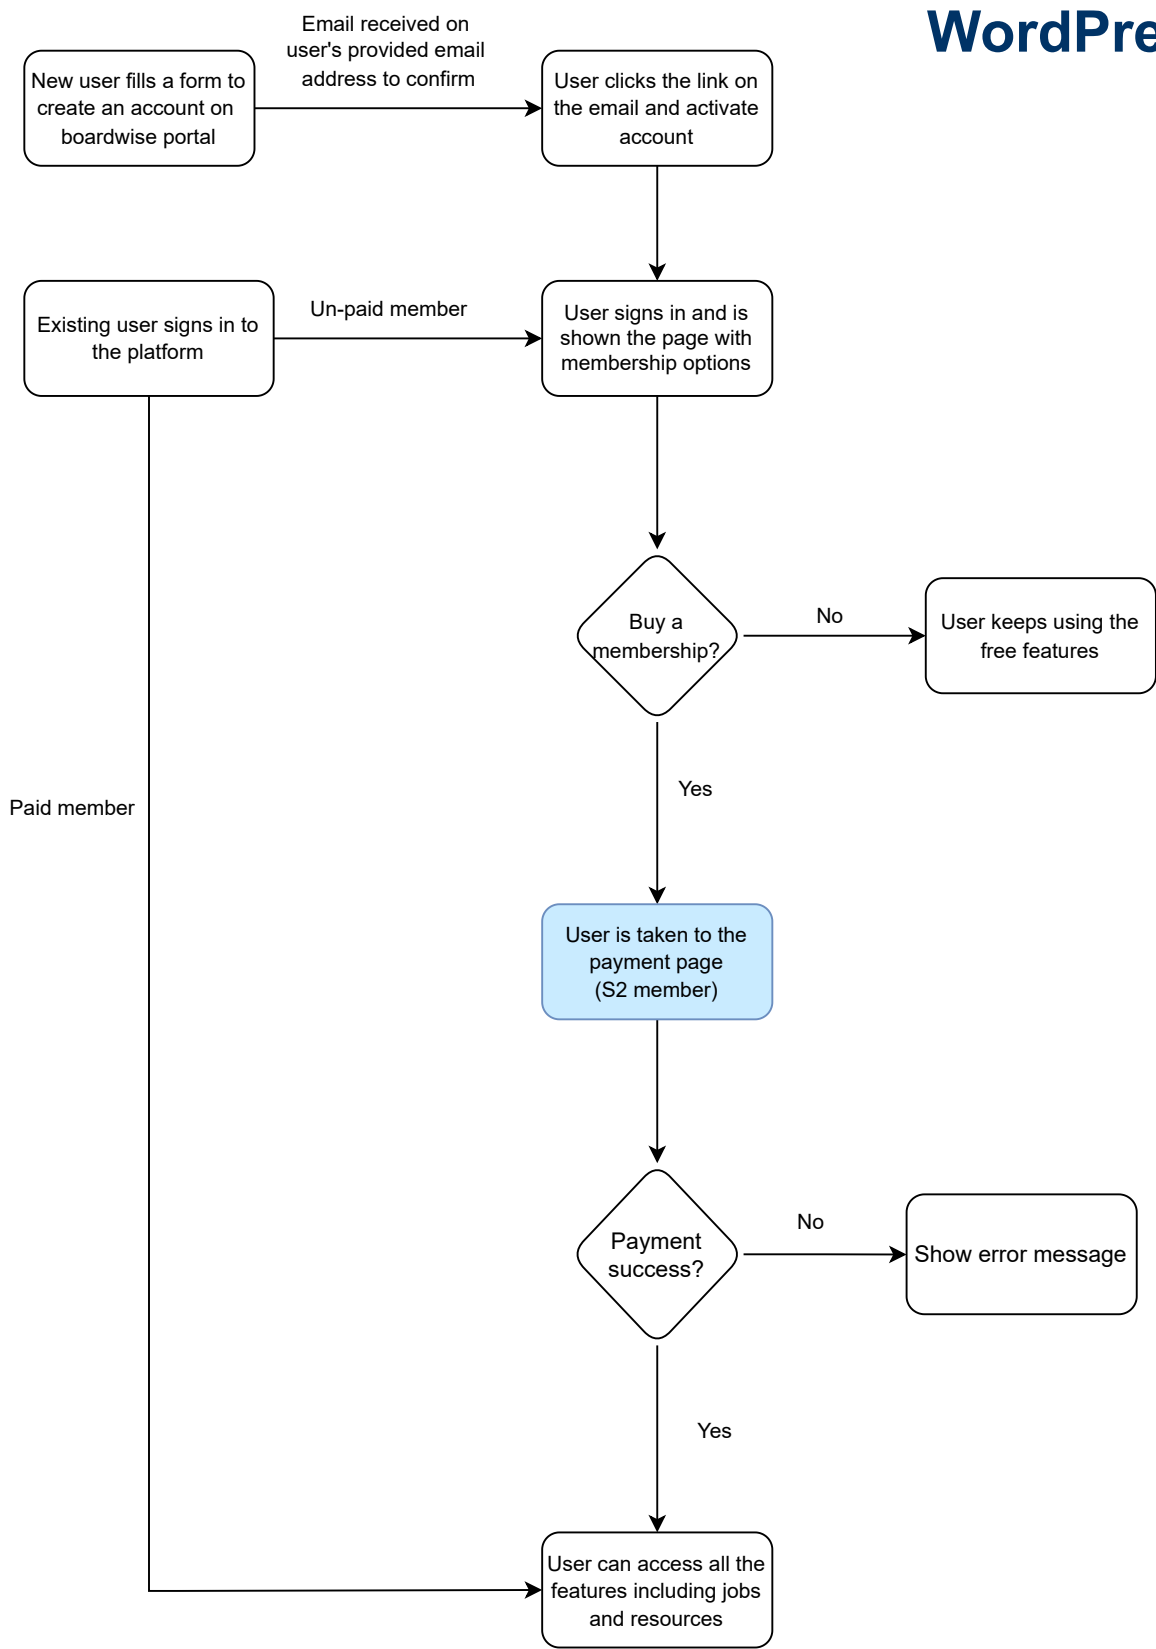 Email received on
user's provided email
address to confirm
WordPre
New user fills a form to
create an account on
boardwise portal
User clicks the link on
the email and activate
account
Existing user signs in to
the platform
Un-paid member
User signs in and is
shown the page with
membership options
Buy a
membership?
No
User keeps using the
free features
Yes
Paid member
User is taken to the
payment page
(S2 member)
Payment
success?
No
Show error message
Yes
User can access all the
features including jobs
and resources